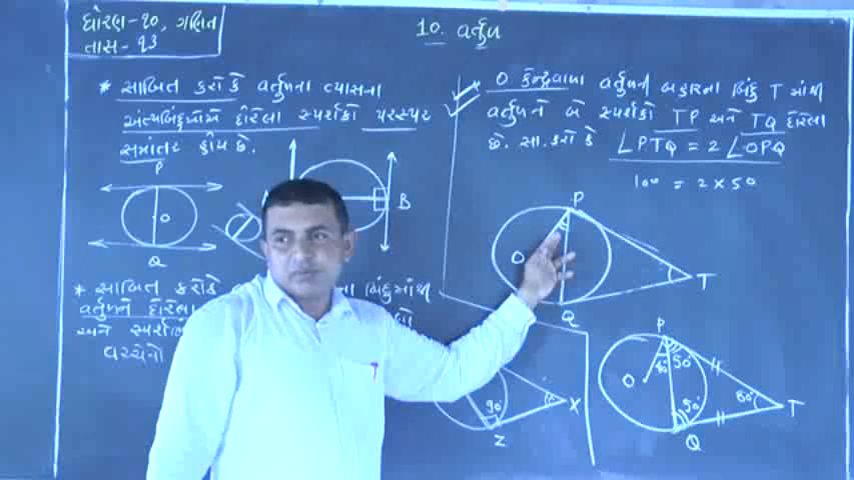 ધોરણ-૧૦, ગણિત
તાસ - ૧૩
10. વર્તુળ
* સાબિત કરો કે વર્તુળના વ્યાસના
અંત્યબિંદુઓએ દોરેલા સ્પર્શકો પરસ્પર
સમાંતર હોય છે.
P
O
Q
B
* સાબિત કરોકે
ના બિંદુમાંથી
વર્તુળને દોરેલા
અને
વચ્ચેનો
90°
X
Z
O કેન્દ્રવાળા વર્તુળની બહારના બિંદુ T માંથી
વર્તુળને બે સ્પર્શકો TP અને TQ દોરેલા
છે. સા. કરો કે ∠PTQ = 2 ∠OPQ
100 = 2 x 50
P
O
T
Q
P
O
50°
50°
80°
T
Q